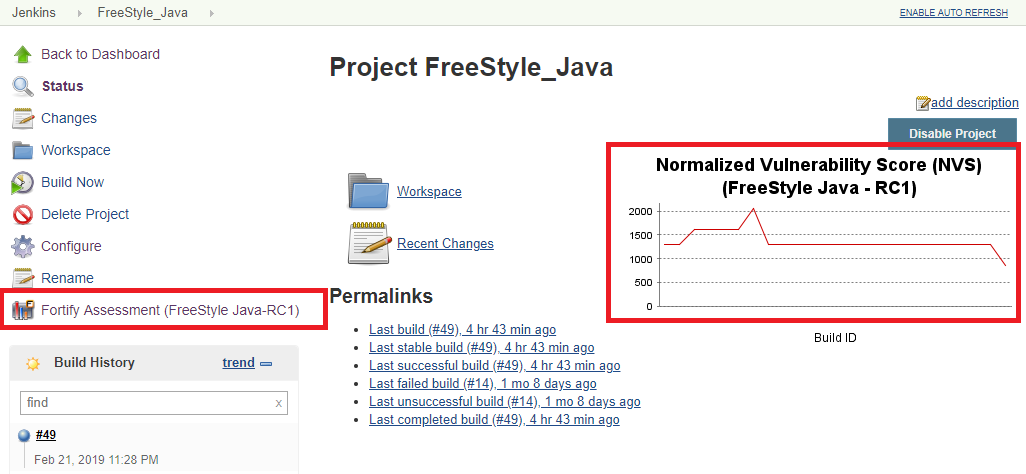 Jenkins
FreeStyle_Java
ENABLE AUTO REFRESH
Back to Dashboard
Status
Changes
Workspace
Build Now
Delete Project
Configure
Rename
Fortify Assessment (FreeStyle Java-RC1)
Build History
trend
find
x
#49
Feb 21, 2019 11:28 PM
Project FreeStyle_Java
add description
Disable Project
Workspace
Recent Changes
Normalized Vulnerability Score (NVS)
(FreeStyle Java - RC1)
2000
1500
1000
500
0
Build ID
Permalinks
Last build (#49), 4 hr 43 min ago
Last stable build (#49), 4 hr 43 min ago
Last successful build (#49), 4 hr 43 min ago
Last failed build (#14), 1 mo 8 days ago
Last unsuccessful build (#14), 1 mo 8 days ago
Last completed build (#49), 4 hr 43 min ago